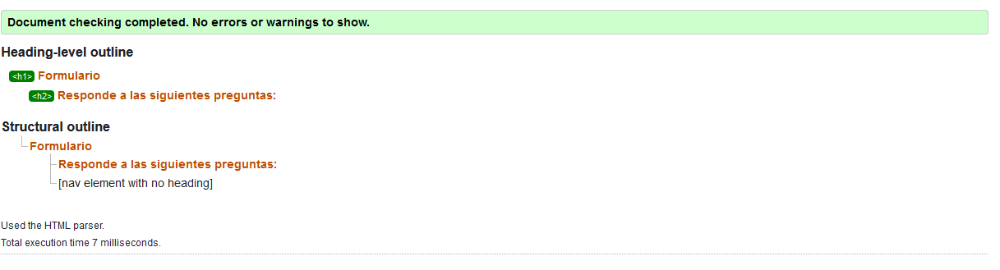 Document checking completed. No errors or warnings to show.
Heading-level outline
<h1> Formulario
<h2> Responde a las siguientes preguntas:
Structural outline
Formulario
Responde a las siguientes preguntas:
[nav element with no heading]
Used the HTML parser.
Total execution time 7 milliseconds.